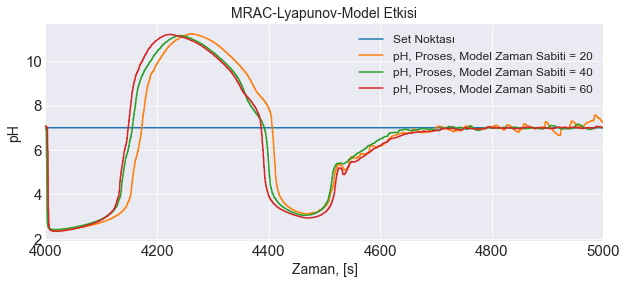 MRAC-Lyapunov-Model Etkisi
Set Noktası
pH, Proses, Model Zaman Sabiti = 20
pH, Proses, Model Zaman Sabiti = 40
pH, Proses, Model Zaman Sabiti = 60
pH
10
8
6
4
2
4000 4200 4400 4600 4800 5000
Zaman, [s]